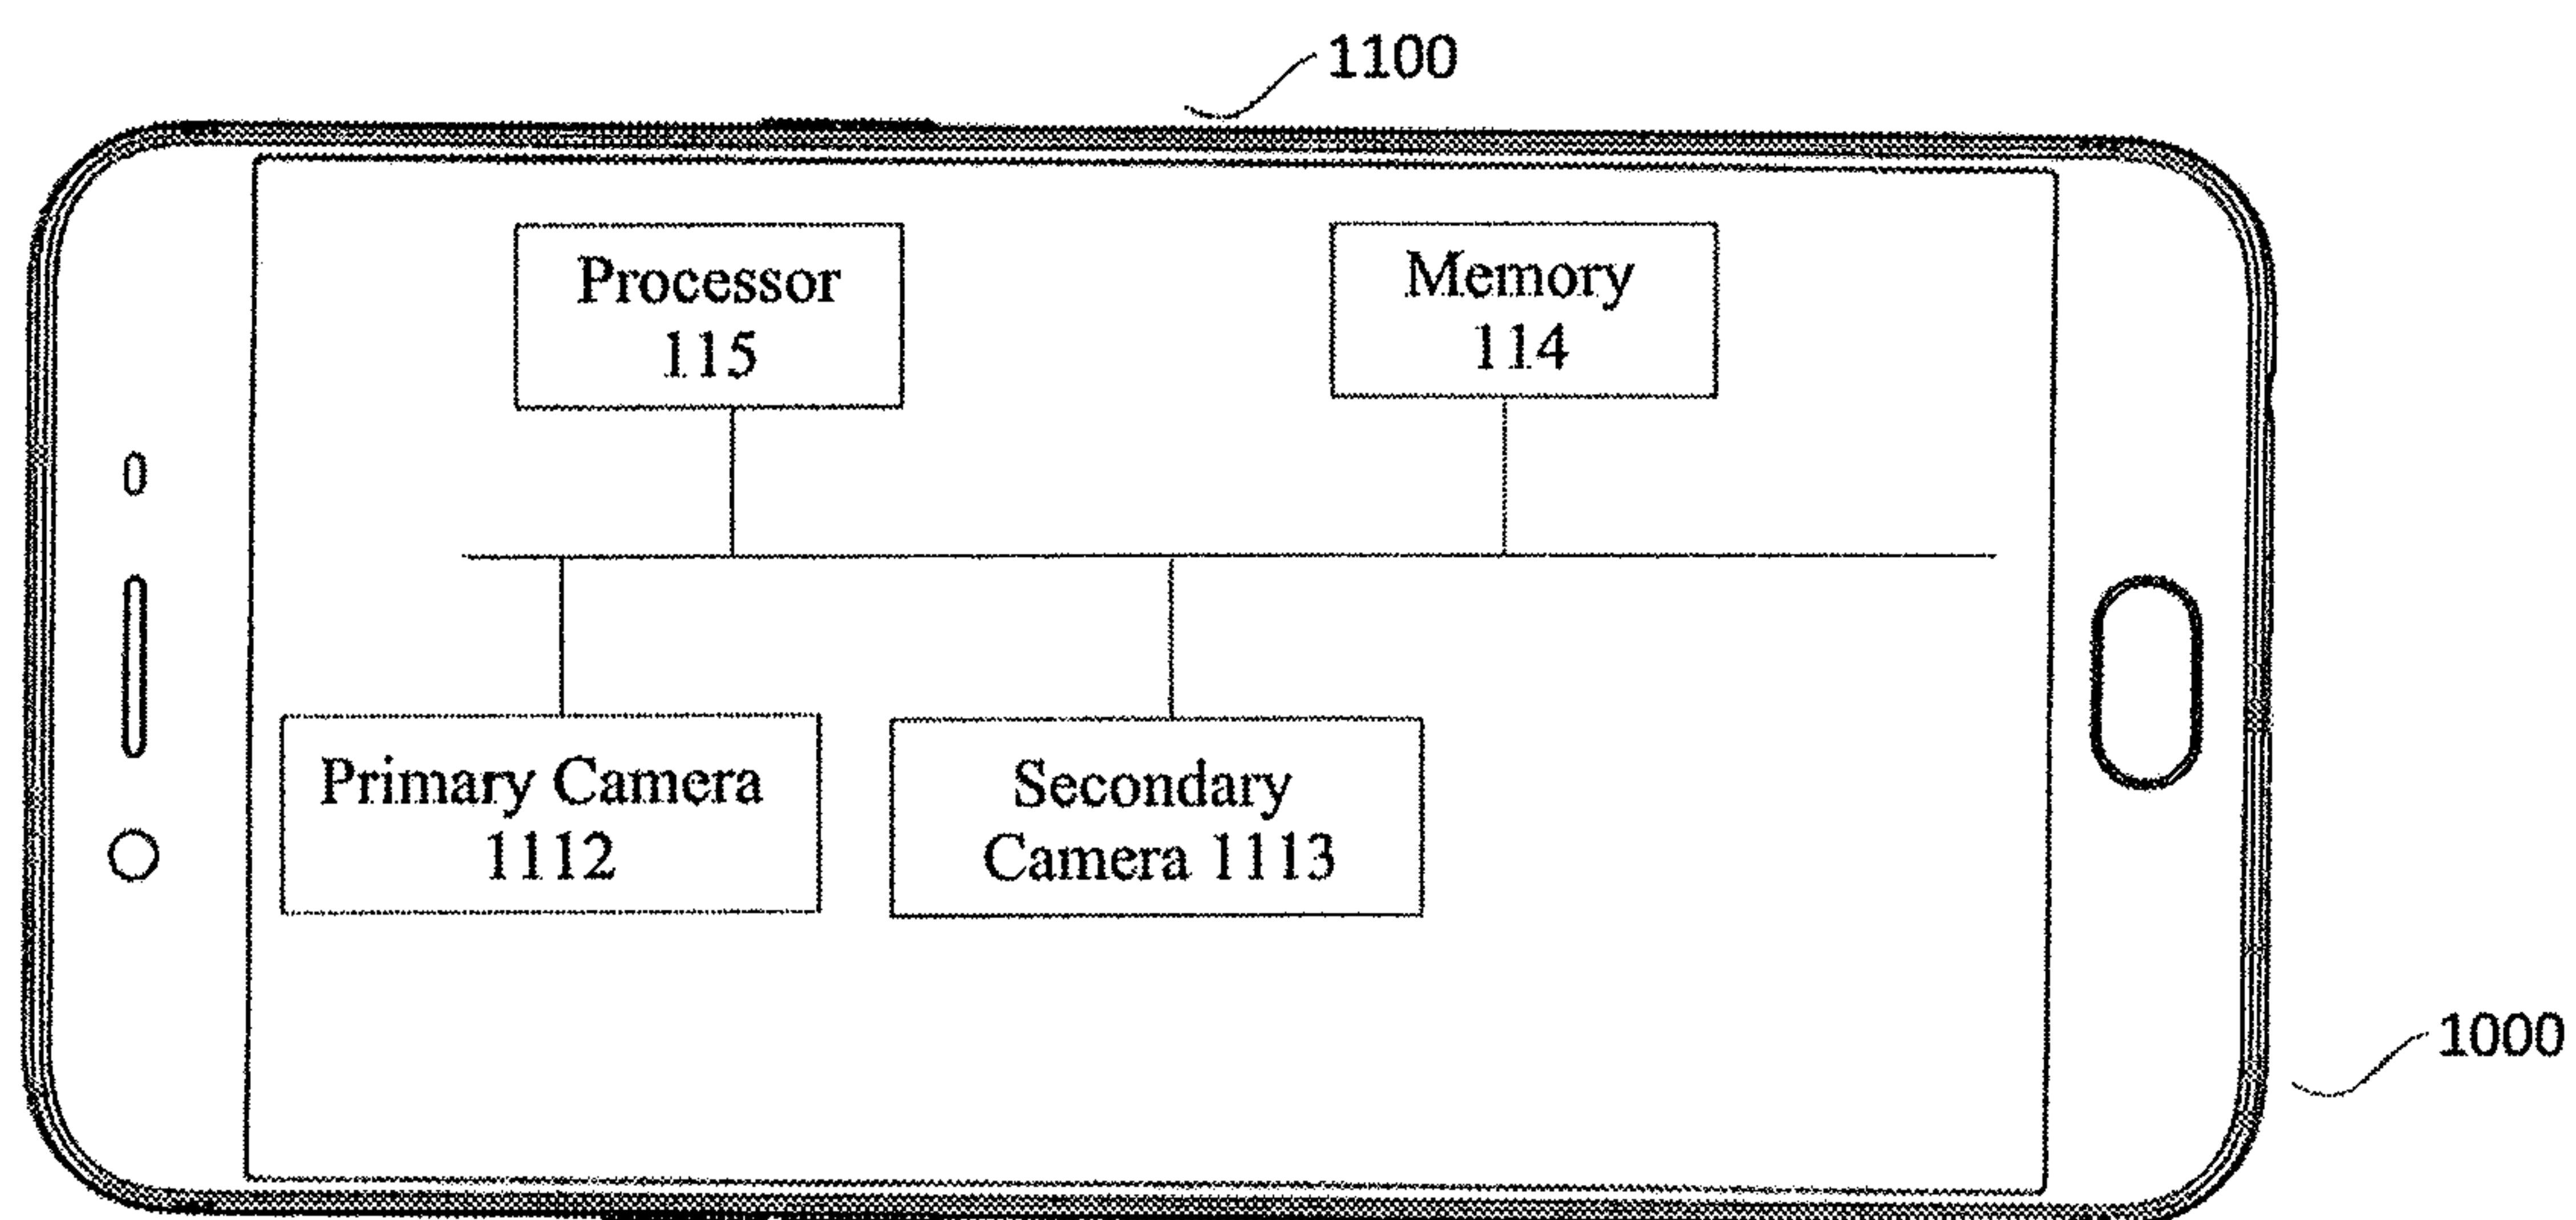 1100
Processor
115
Memory
114
Primary Camera
1112
Secondary
Camera 1113
1000